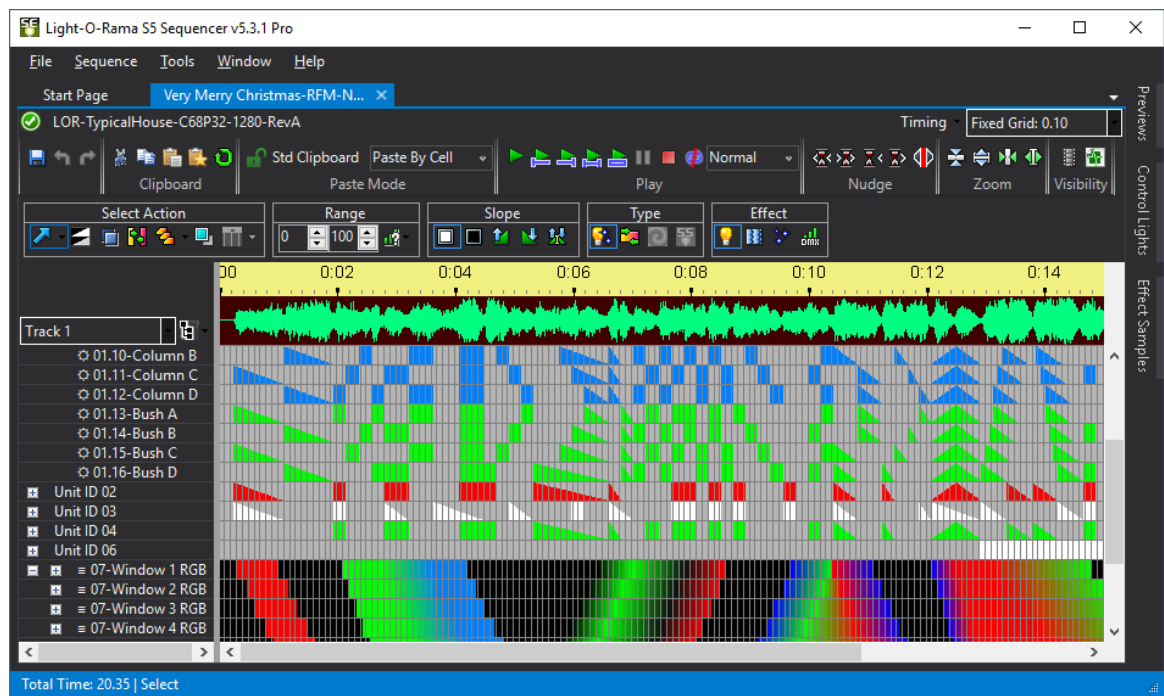 Light-O-Rama S5 Sequencer v5.3.1 Pro
File Sequence Tools Window Help
Start Page Very Merry Christmas-RFM-N...
LOR-TypicalHouse-C68P32-1280-RevA Timing Fixed Grid: 0.10
Std Clipboard Paste By Cell Normal
Clipboard Paste Mode Play Nudge Zoom Visibility
Select Action Range Slope Type Effect
0 100 dmx
00 0:02 0:04 0:06 0:08 0:10 0:12 0:14
Track 1
01.10-Column B
01.11-Column C
01.12-Column D
01.13-Bush A
01.14-Bush B
01.15-Bush C
01.16-Bush D
Unit ID 02
Unit ID 03
Unit ID 04
Unit ID 06
07-Window 1 RGB
07-Window 2 RGB
07-Window 3 RGB
07-Window 4 RGB
Total Time: 20.35 | Select
Previews
Control Lights
Effect Samples